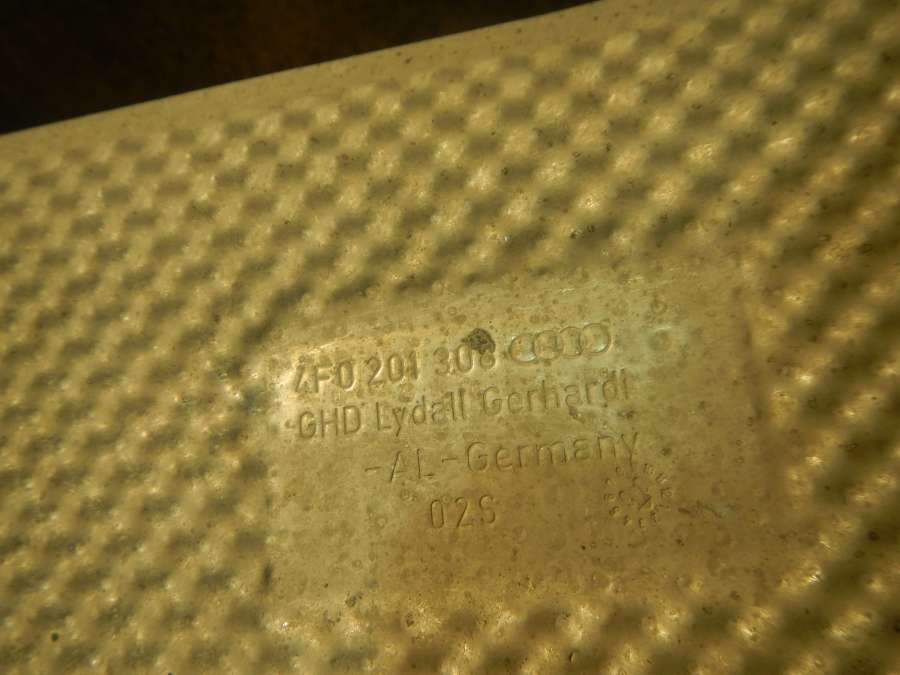 4F0 201 308
GHD Lydall Gerhardi
-AL-Germany
02S